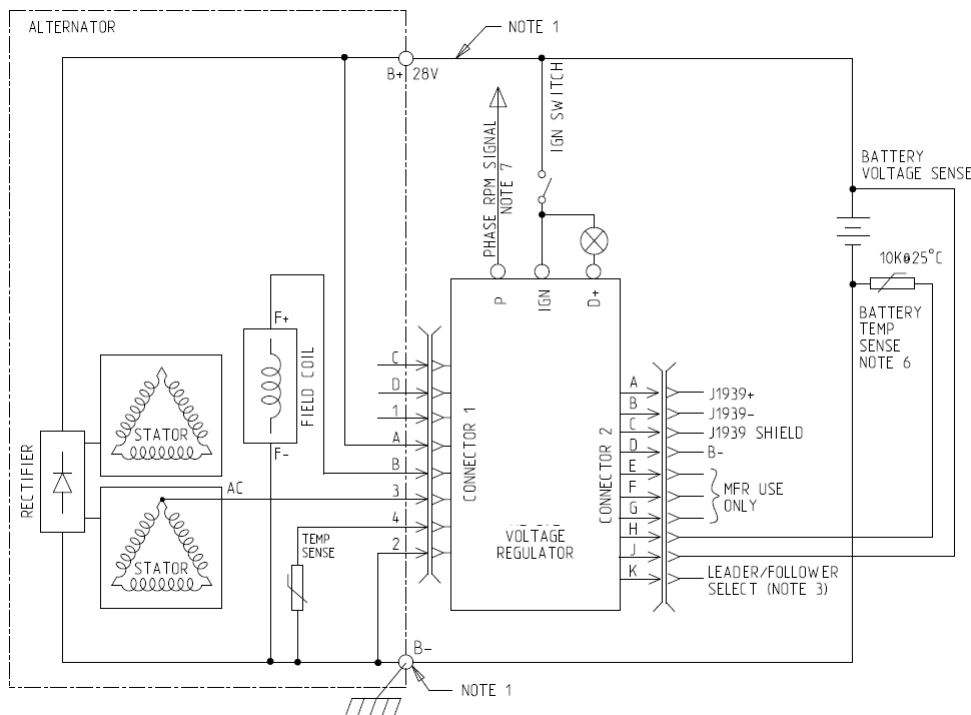 ALTERNATOR
NOTE 1
B+
28V
IGN SWITCH
PHASE RPM SIGNAL
NOTE 7
BATTERY
VOLTAGE SENSE
10K@25°C
BATTERY
TEMP
SENSE
NOTE 6
P
IGN
D+
F+
FIELD COIL
F-
C
D
1
A
B
3
4
2
CONNECTOR 1
VOLTAGE
REGULATOR
CONNECTOR 2
A
B
C
D
E
F
G
H
J
K
J1939+
J1939-
J1939 SHIELD
B-
MFR USE
ONLY
LEADER/FOLLOWER
SELECT (NOTE 3)
RECTIFIER
STATOR
STATOR
AC
TEMP
SENSE
B-
NOTE 1